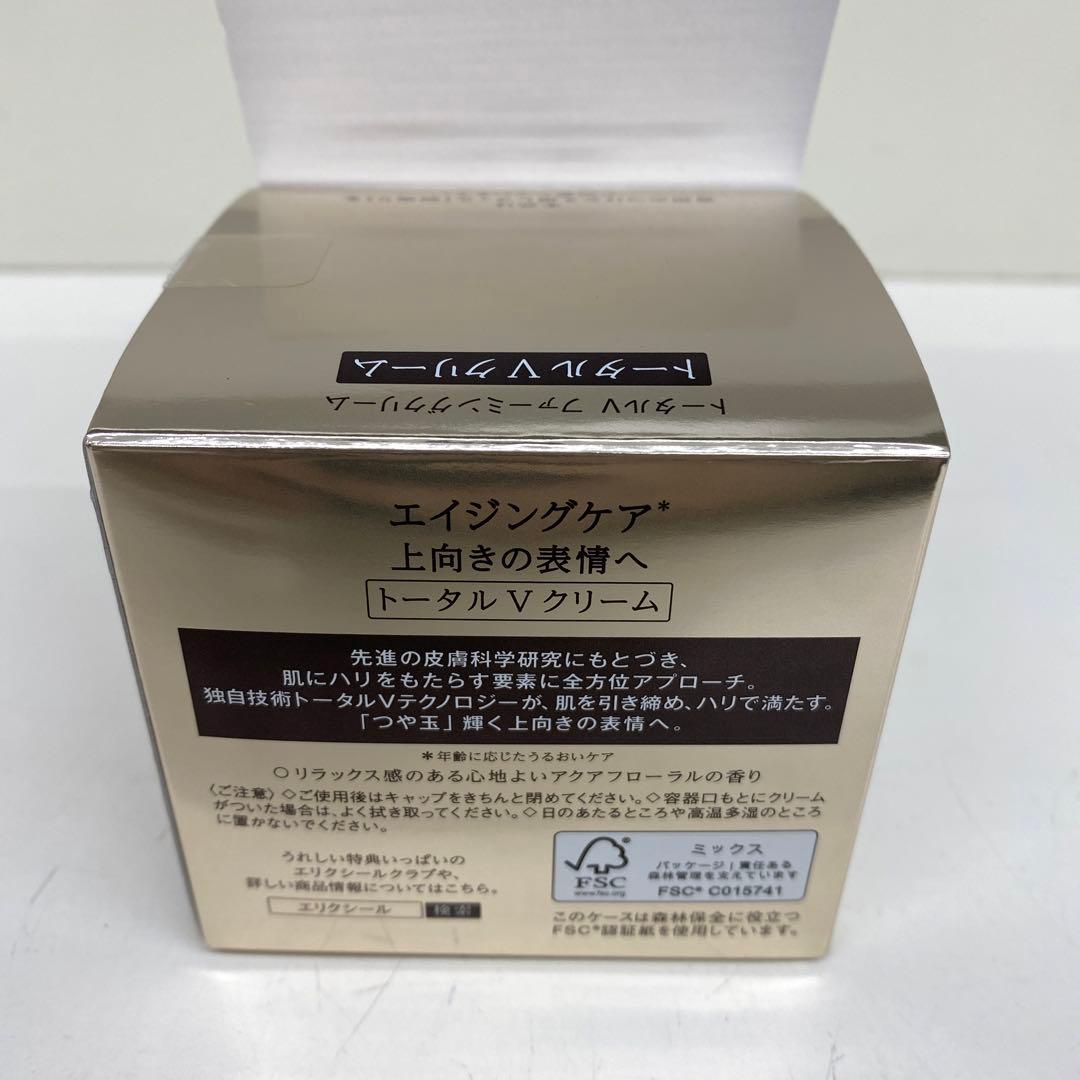 トータル V クリーム
トータルV ファーミングクリーム
エイジングケア*
上向きの表情へ
トータル V クリーム
先進の皮膚科学研究にもとづき、
肌にハリをもたらす要素に全方位アプローチ。
独自技術トータルVテクノロジーが、肌を引き締め、ハリで満たす。
「つや玉」輝く上向きの表情へ。
*年齢に応じたうるおいケア
○リラックス感のある心地よいアクアフローラルの香り
〈ご注意〉◇ご使用後はキャップをきちんと閉めてください。◇容器口もとにクリーム
がついた場合は、よく拭き取ってください。◇日のあたるところや高温多湿のところ
に置かないでください。
うれしい特典いっぱいの
エリクシールクラブや、
詳しい商品情報についてはこちら。
エリクシール 検索
FSC®
www.fsc.org
ミックス
パッケージ|責任ある
森林管理を支えています
FSC® C015741
このケースは森林保全に役立つ
FSC®認証紙を使用しています。